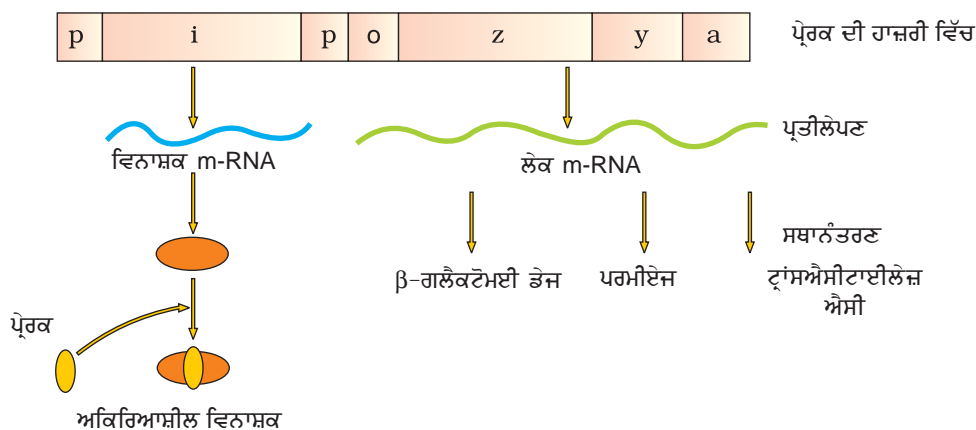 p i p o z y a
ਪ੍ਰੇਰਕ ਦੀ ਹਾਜ਼ਰੀ ਵਿੱਚ
ਪ੍ਰਤੀਲੇਪਣ
ਵਿਨਾਸ਼ਕ m-RNA
ਲੇਕ m-RNA
ਸਥਾਨੰਤਰਣ
β-ਗਲੈਕਟੋਮਈ ਡੇਜ
ਪਰਮੀਏਜ
ਟ੍ਰਾਂਸਐਸੀਟਾਈਲੇਜ਼
ਐਸੀ
ਪ੍ਰੇਰਕ
ਅਕਿਰਿਆਸ਼ੀਲ ਵਿਨਾਸ਼ਕ